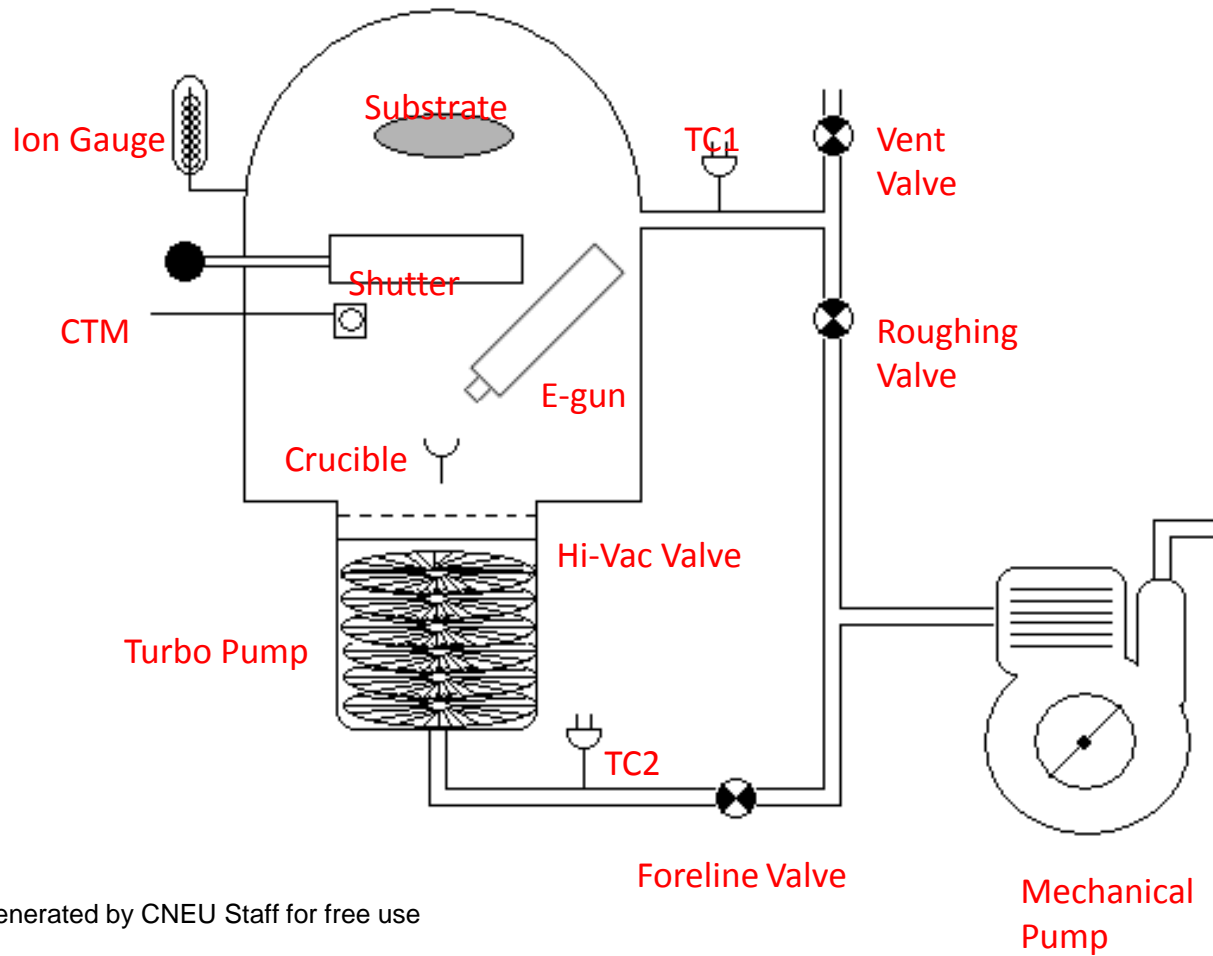 Substrate
Ion Gauge
TC1
Vent
Valve
Shutter
CTM
Roughing
Valve
E-gun
Crucible
Hi-Vac Valve
Turbo Pump
TC2
Foreline Valve
Mechanical
Pump
enerated by CNEU Staff for free use